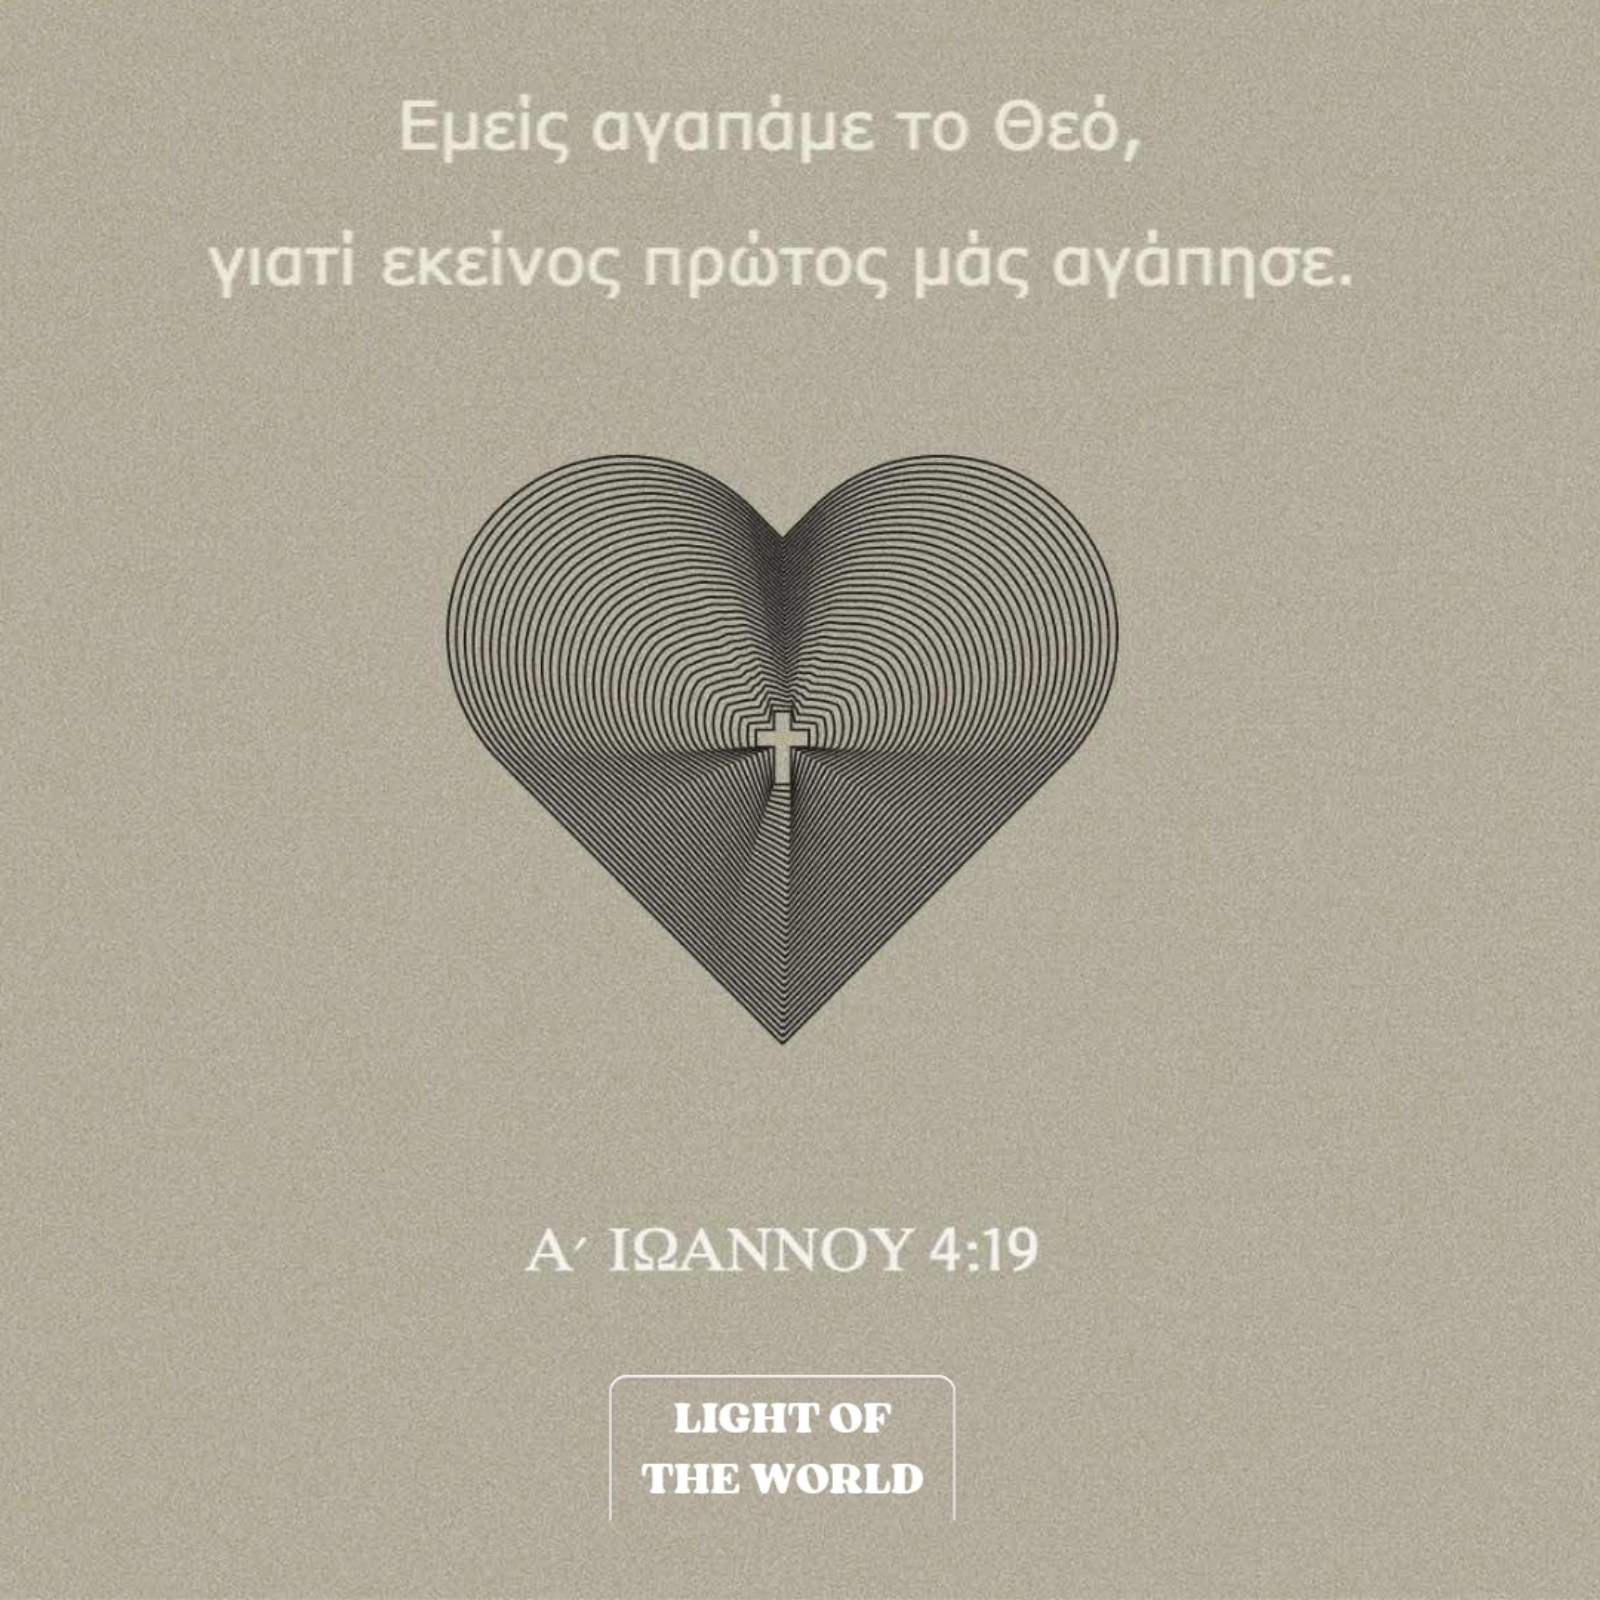 Εμείς αγαπάμε το Θεό,
γιατί εκείνος πρώτος μάς αγάπησε.
Α΄ ΙΩΑΝΝΟΥ 4:19
LIGHT OF
THE WORLD